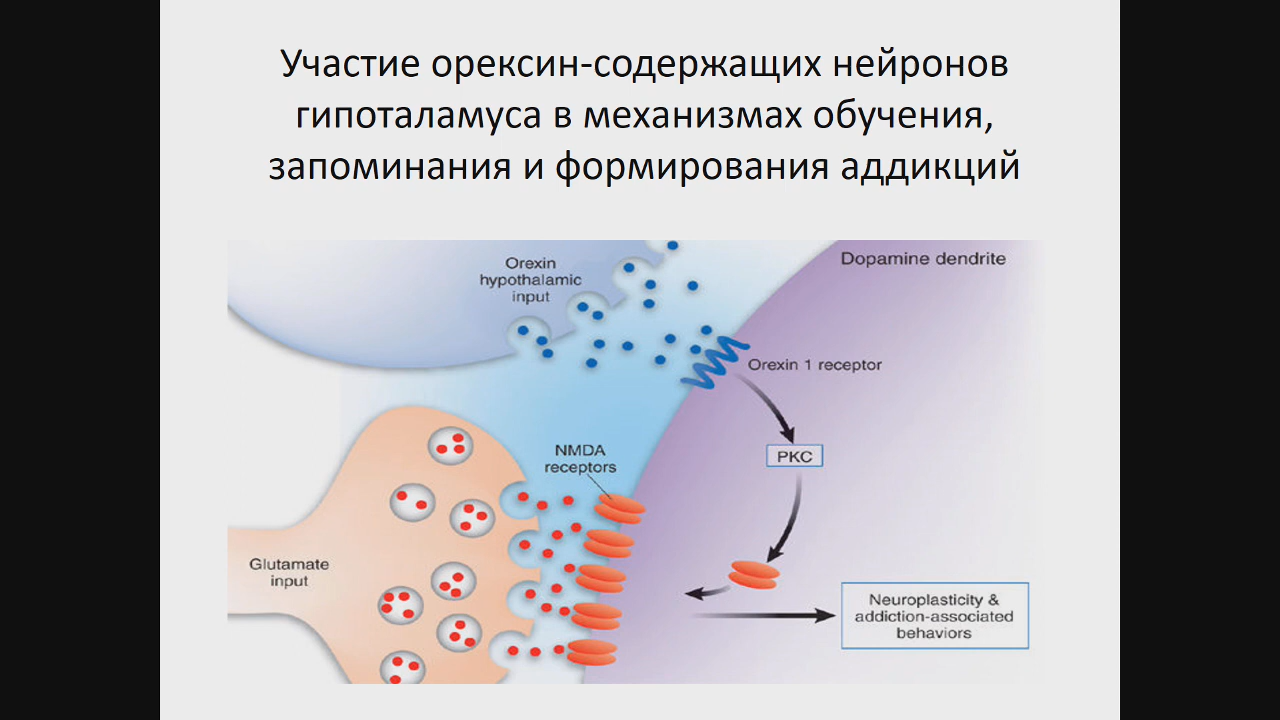 Участие орексин-содержащих нейронов
гипоталамуса в механизмах обучения,
запоминания и формирования аддикций
Orexin
hypothalamic
input
Dopamine dendrite
Orexin 1 receptor
NMDA
receptors
PKC
Glutamate
input
Neuroplasticity &
addiction-associated
behaviors